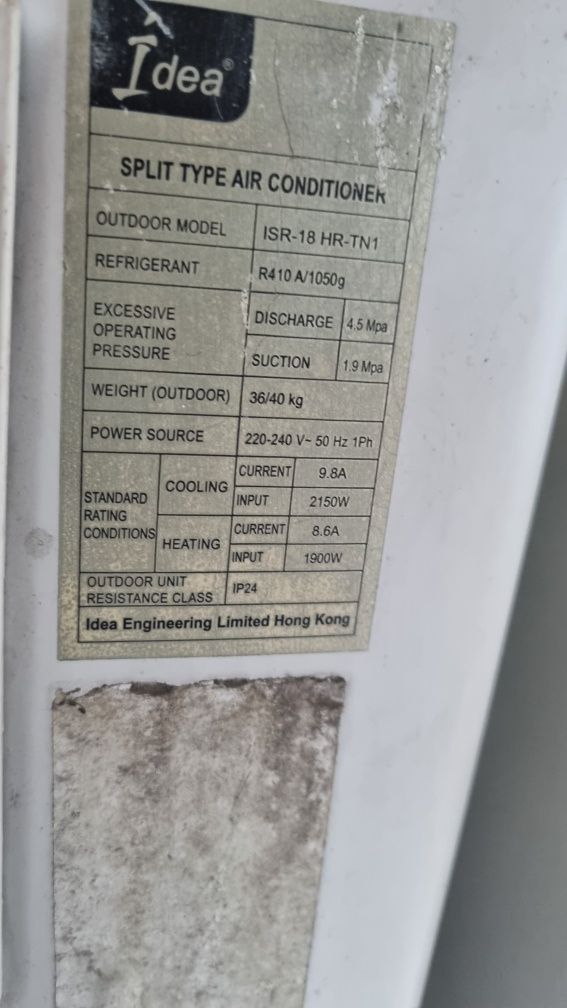 Idea®
SPLIT TYPE AIR CONDITIONER
OUTDOOR MODEL ISR-18 HR-TN1
REFRIGERANT R410 A/1050g
EXCESSIVE OPERATING PRESSURE
DISCHARGE 4.5 Mpa
SUCTION 1.9 Mpa
WEIGHT (OUTDOOR) 36/40 kg
POWER SOURCE 220-240 V~ 50 Hz 1Ph
STANDARD RATING CONDITIONS
COOLING
CURRENT 9.8A
INPUT 2150W
HEATING
CURRENT 8.6A
INPUT 1900W
OUTDOOR UNIT
RESISTANCE CLASS IP24
Idea Engineering Limited Hong Kong